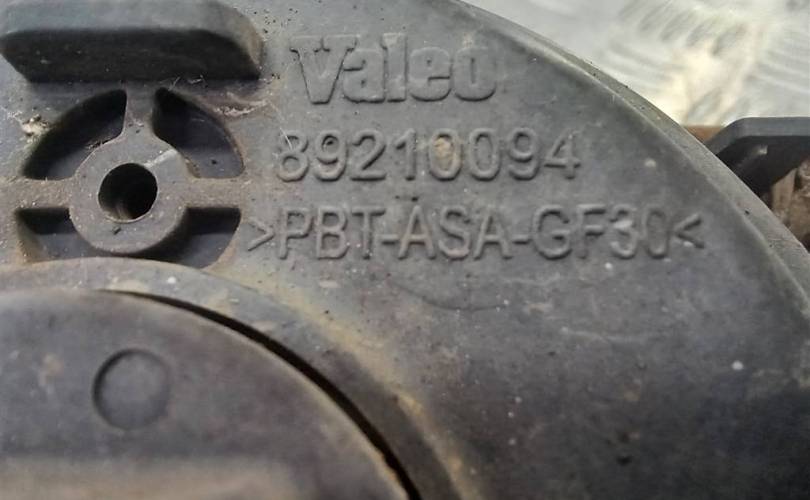 Valeo
89210094
>PBT-ASA-GF30<